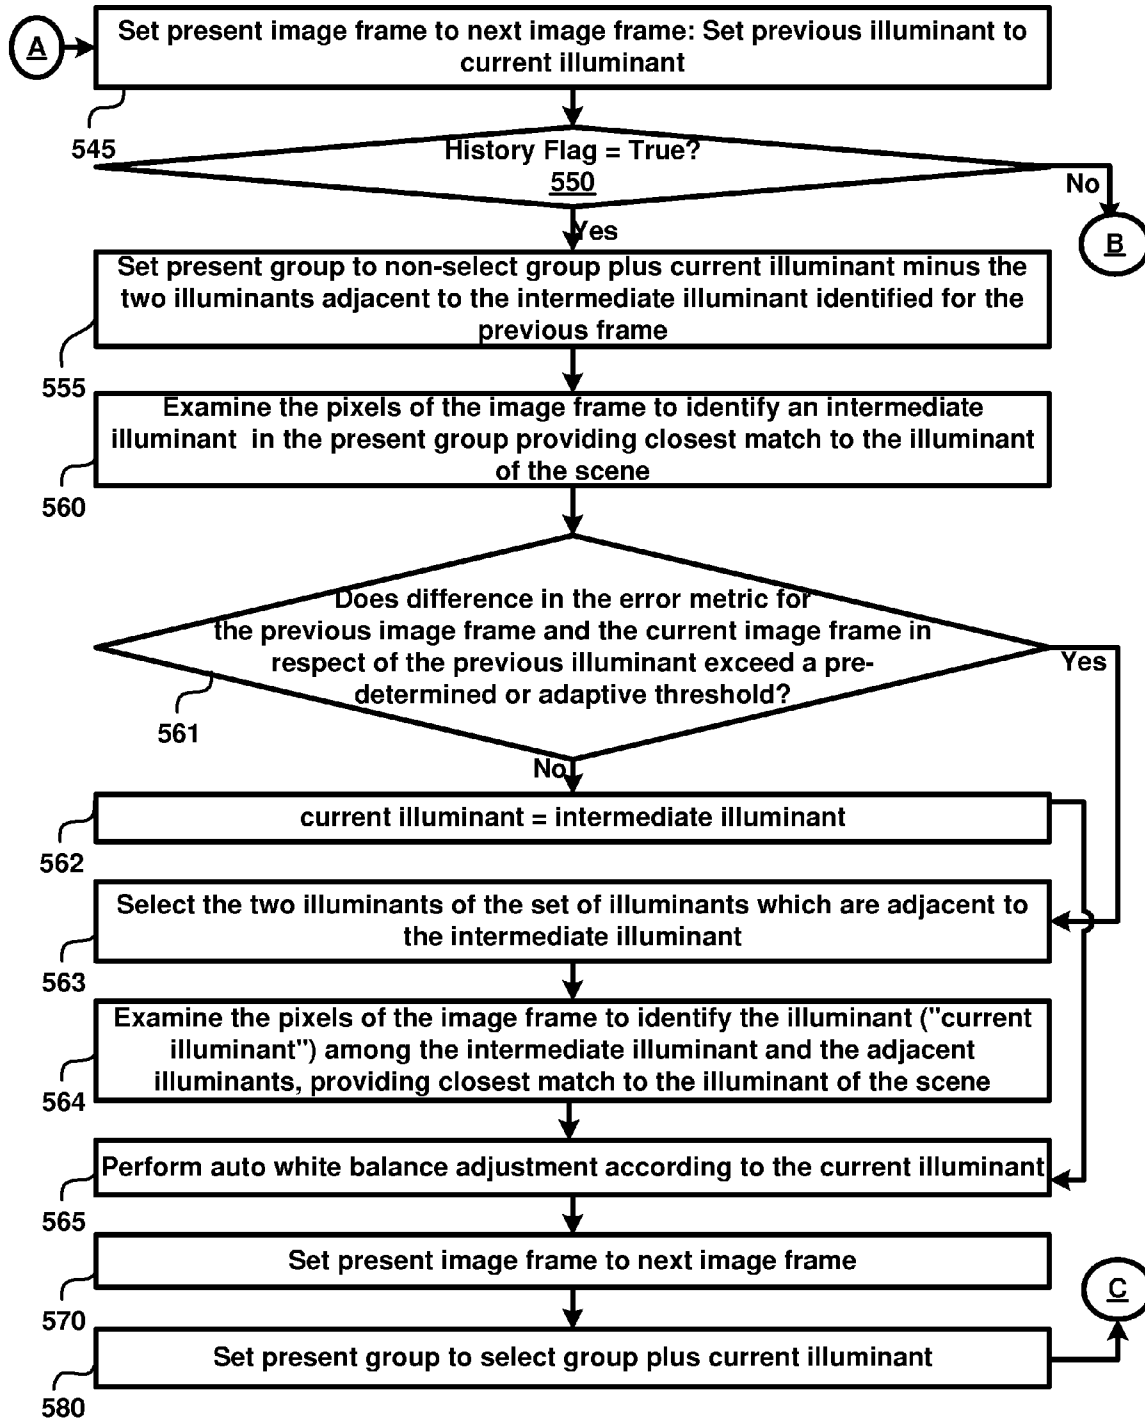 A
Set present image frame to next image frame: Set previous illuminant to
current illuminant
545
History Flag = True?
550
No
B
Yes
Set present group to non-select group plus current illuminant minus the
two illuminants adjacent to the intermediate illuminant identified for the
previous frame
555
Examine the pixels of the image frame to identify an intermediate
illuminant in the present group providing closest match to the illuminant
of the scene
560
Does difference in the error metric for
the previous image frame and the current image frame in
respect of the previous illuminant exceed a pre-
determined or adaptive threshold?
Yes
561
No
current illuminant = intermediate illuminant
562
Select the two illuminants of the set of illuminants which are adjacent to
the intermediate illuminant
563
Examine the pixels of the image frame to identify the illuminant ("current
illuminant") among the intermediate illuminant and the adjacent
illuminants, providing closest match to the illuminant of the scene
564
Perform auto white balance adjustment according to the current illuminant
565
Set present image frame to next image frame
570
C
Set present group to select group plus current illuminant
580